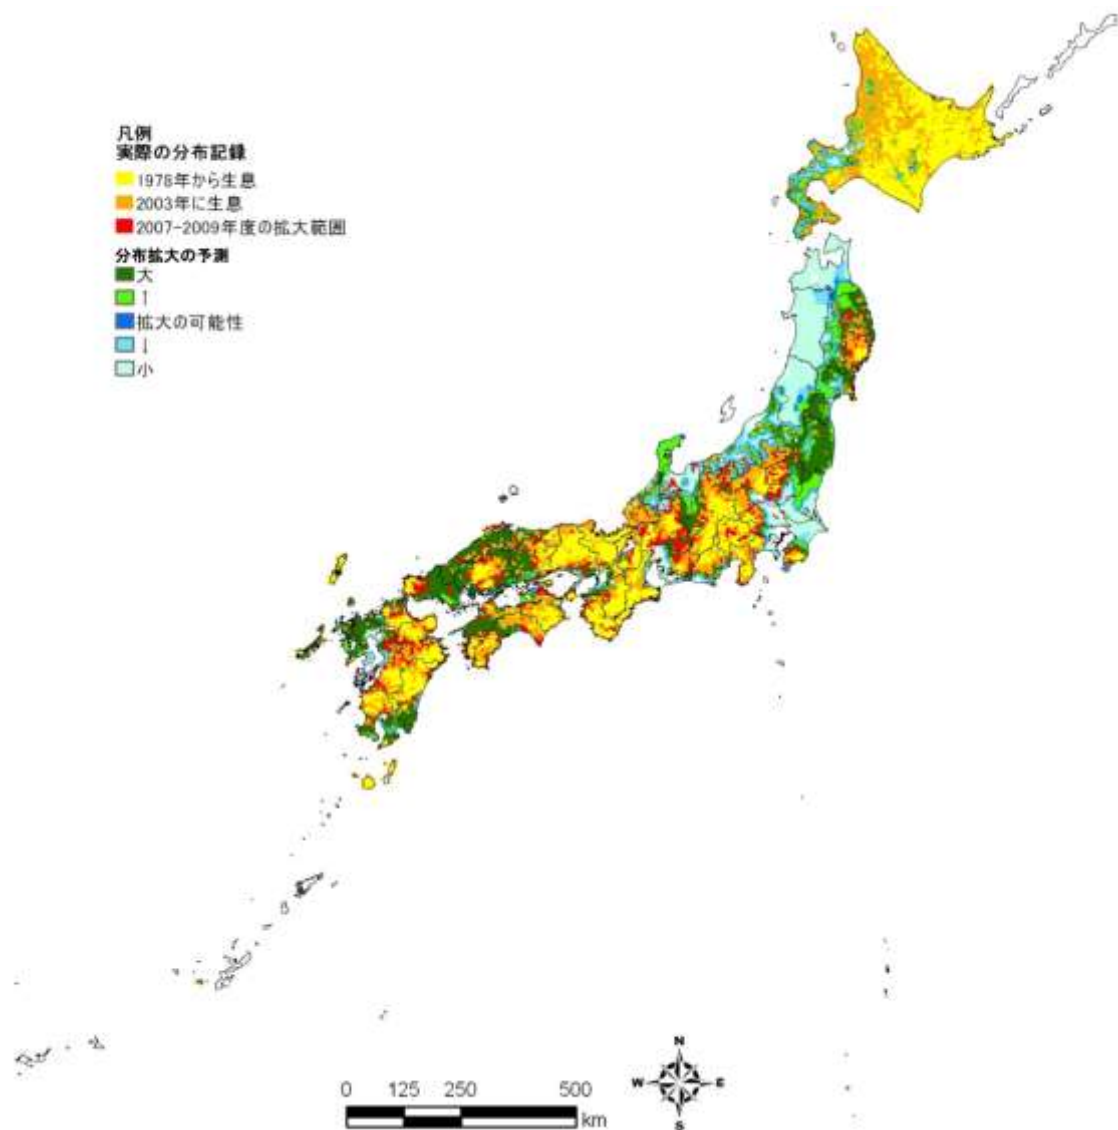 凡例
実際の分布記録
1978年から生息
2003年に生息
2007-2009年度の拡大範囲
分布拡大の予測
大
↑
拡大の可能性
↓
小
N
W E
S
0 125 250 500
km